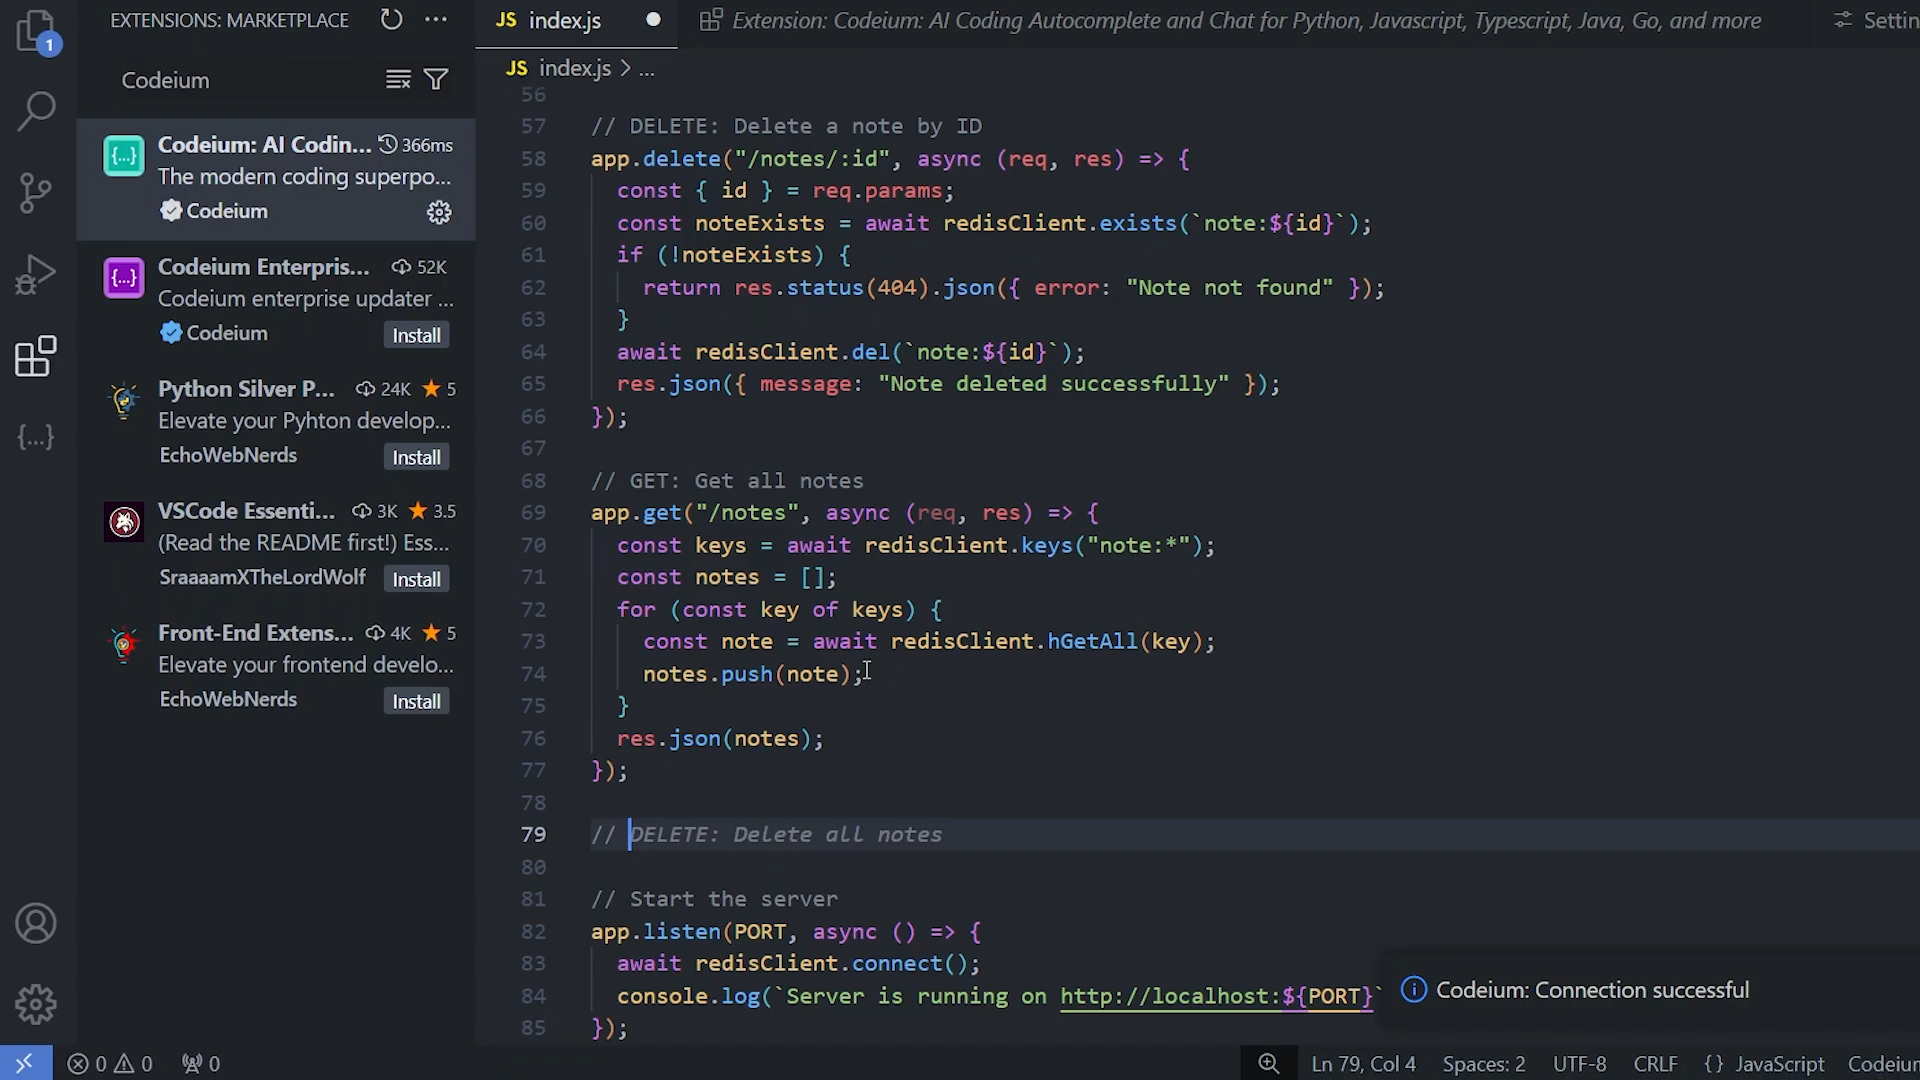 EXTENSIONS: MARKETPLACE
1
Codeium
Codeium: AI Codin... 366ms
The modern coding superpo...
Codeium
Codeium Enterpris... 52K
Codeium enterprise updater ...
Codeium Install
Python Silver P... 24K ★ 5
Elevate your Pyhton develop...
EchoWebNerds Install
VSCode Essenti... 3K ★ 3.5
(Read the README first!) Ess...
SraaaamXTheLordWolf Install
Front-End Extens... 4K ★ 5
Elevate your frontend develo...
EchoWebNerds Install
JS index.js ●
Extension: Codeium: AI Coding Autocomplete and Chat for Python, Javascript, Typescript, Java, Go, and more
Settin
JS index.js > ...
56
57 // DELETE: Delete a note by ID
58 app.delete("/notes/:id", async (req, res) => {
59 const { id } = req.params;
60 const noteExists = await redisClient.exists(`note:${id}`);
61 if (!noteExists) {
62 return res.status(404).json({ error: "Note not found" });
63 }
64 await redisClient.del(`note:${id}`);
65 res.json({ message: "Note deleted successfully" });
66 });
67
68 // GET: Get all notes
69 app.get("/notes", async (req, res) => {
70 const keys = await redisClient.keys("note:*");
71 const notes = [];
72 for (const key of keys) {
73 const note = await redisClient.hGetAll(key);
74 notes.push(note);
75 }
76 res.json(notes);
77 });
78
79 // DELETE: Delete all notes
80
81 // Start the server
82 app.listen(PORT, async () => {
83 await redisClient.connect();
84 console.log(`Server is running on http://localhost:${PORT}`
85 });
Codeium: Connection successful
0 0 0
Ln 79, Col 4 Spaces: 2 UTF-8 CRLF {} JavaScript Codeium